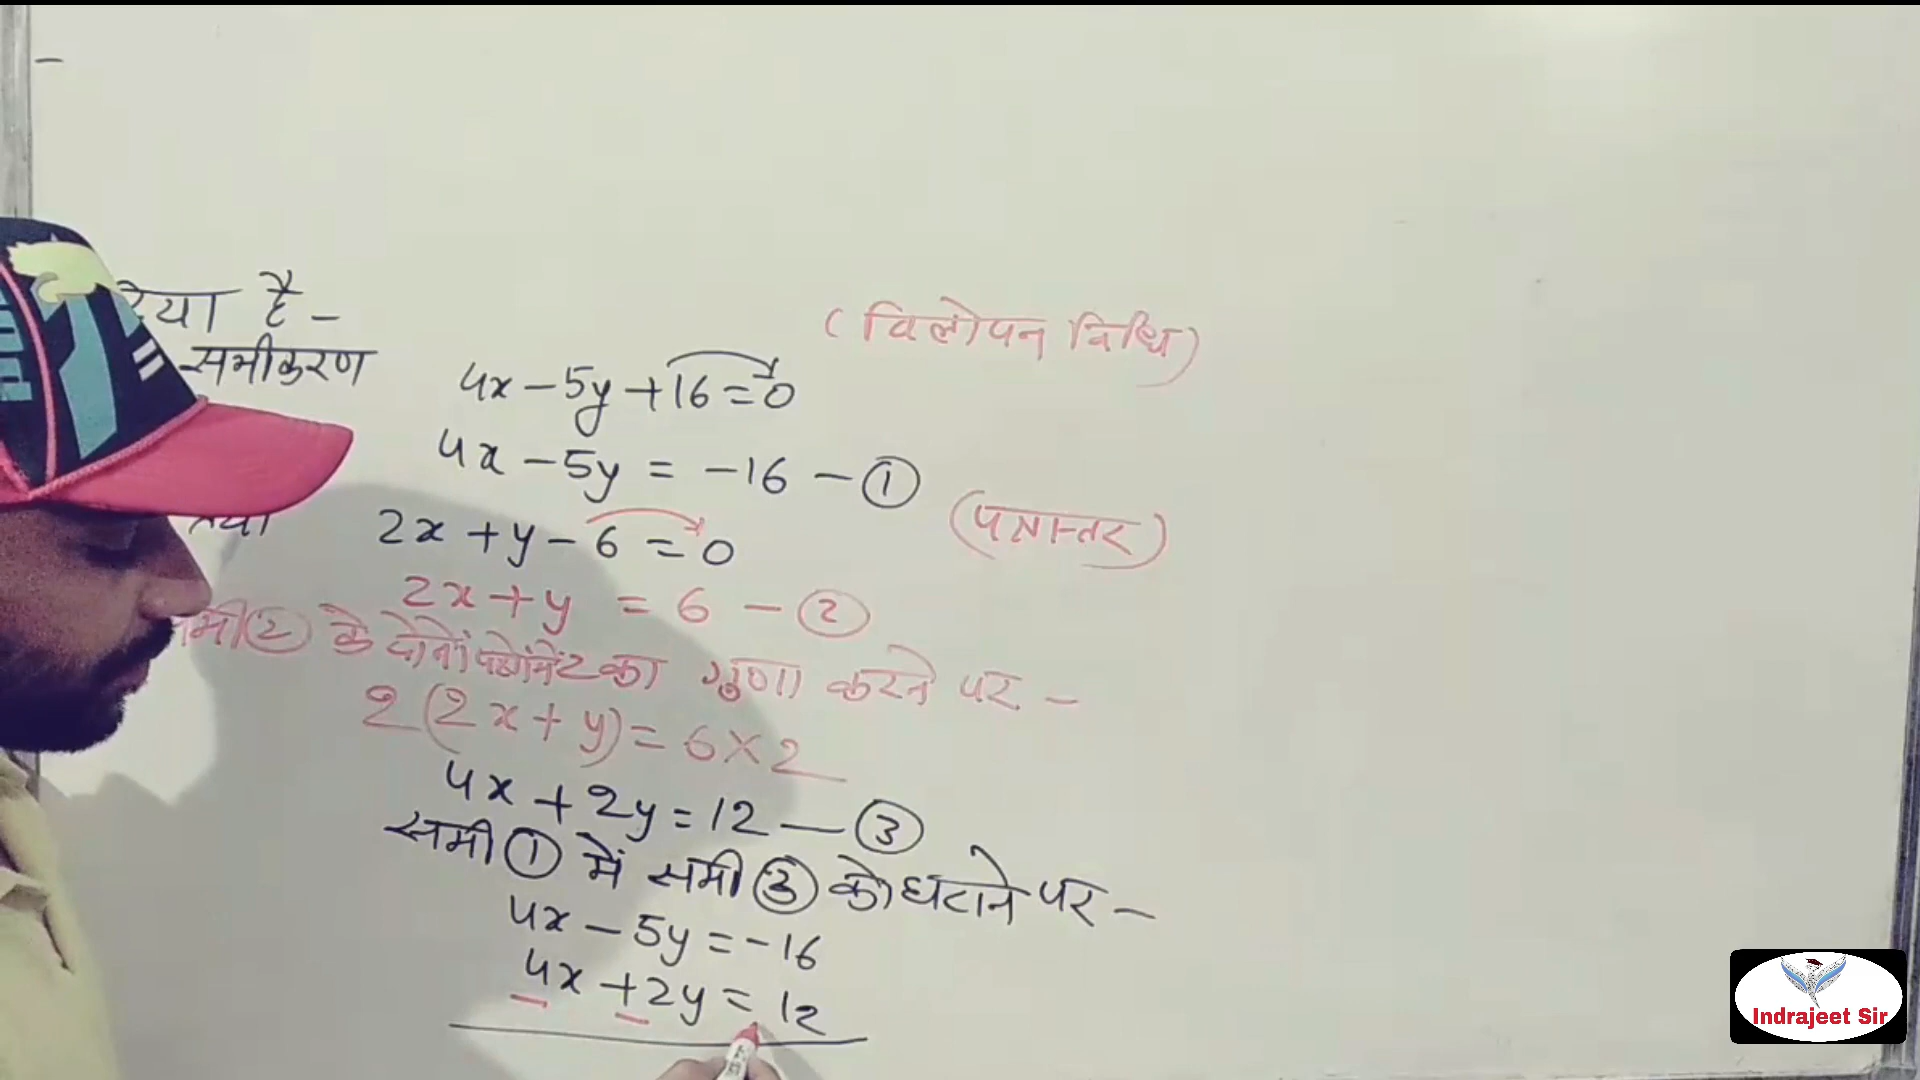 दिया है -
(विलोपन विधि)
समीकरण
4x - 5y + 16 = 0
4x - 5y = -16 - ①
तथा 2x + y - 6 = 0
(पक्षान्तर)
2x + y = 6 - ②
समी ② के दोनों पक्षों में 2 का गुणा करने पर -
2(2x + y) = 6 × 2
4x + 2y = 12 — ③
समी ① में समी ③ को घटाने पर -
4x - 5y = -16
4x + 2y = 12
- -
Indrajeet Sir